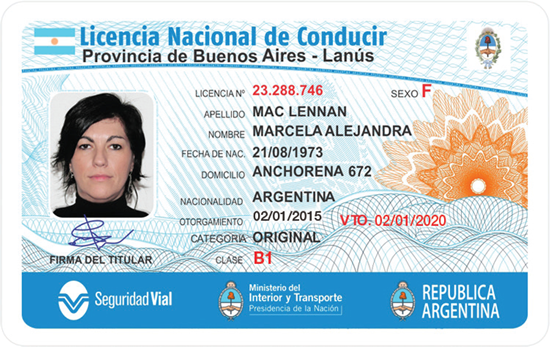 Licencia Nacional de Conducir
Provincia de Buenos Aires - Lanús
LICENCIA Nº 23.288.746 SEXO F
APELLIDO MAC LENNAN
NOMBRE MARCELA ALEJANDRA
FECHA DE NAC. 21/08/1973
DOMICILIO ANCHORENA 672
NACIONALIDAD ARGENTINA
OTORGAMIENTO 02/01/2015 VTO. 02/01/2020
CATEGORIA ORIGINAL
CLASE B1
FIRMA DEL TITULAR
Seguridad Vial
Ministerio del
Interior y Transporte
Presidencia de la Nación
REPUBLICA
ARGENTINA